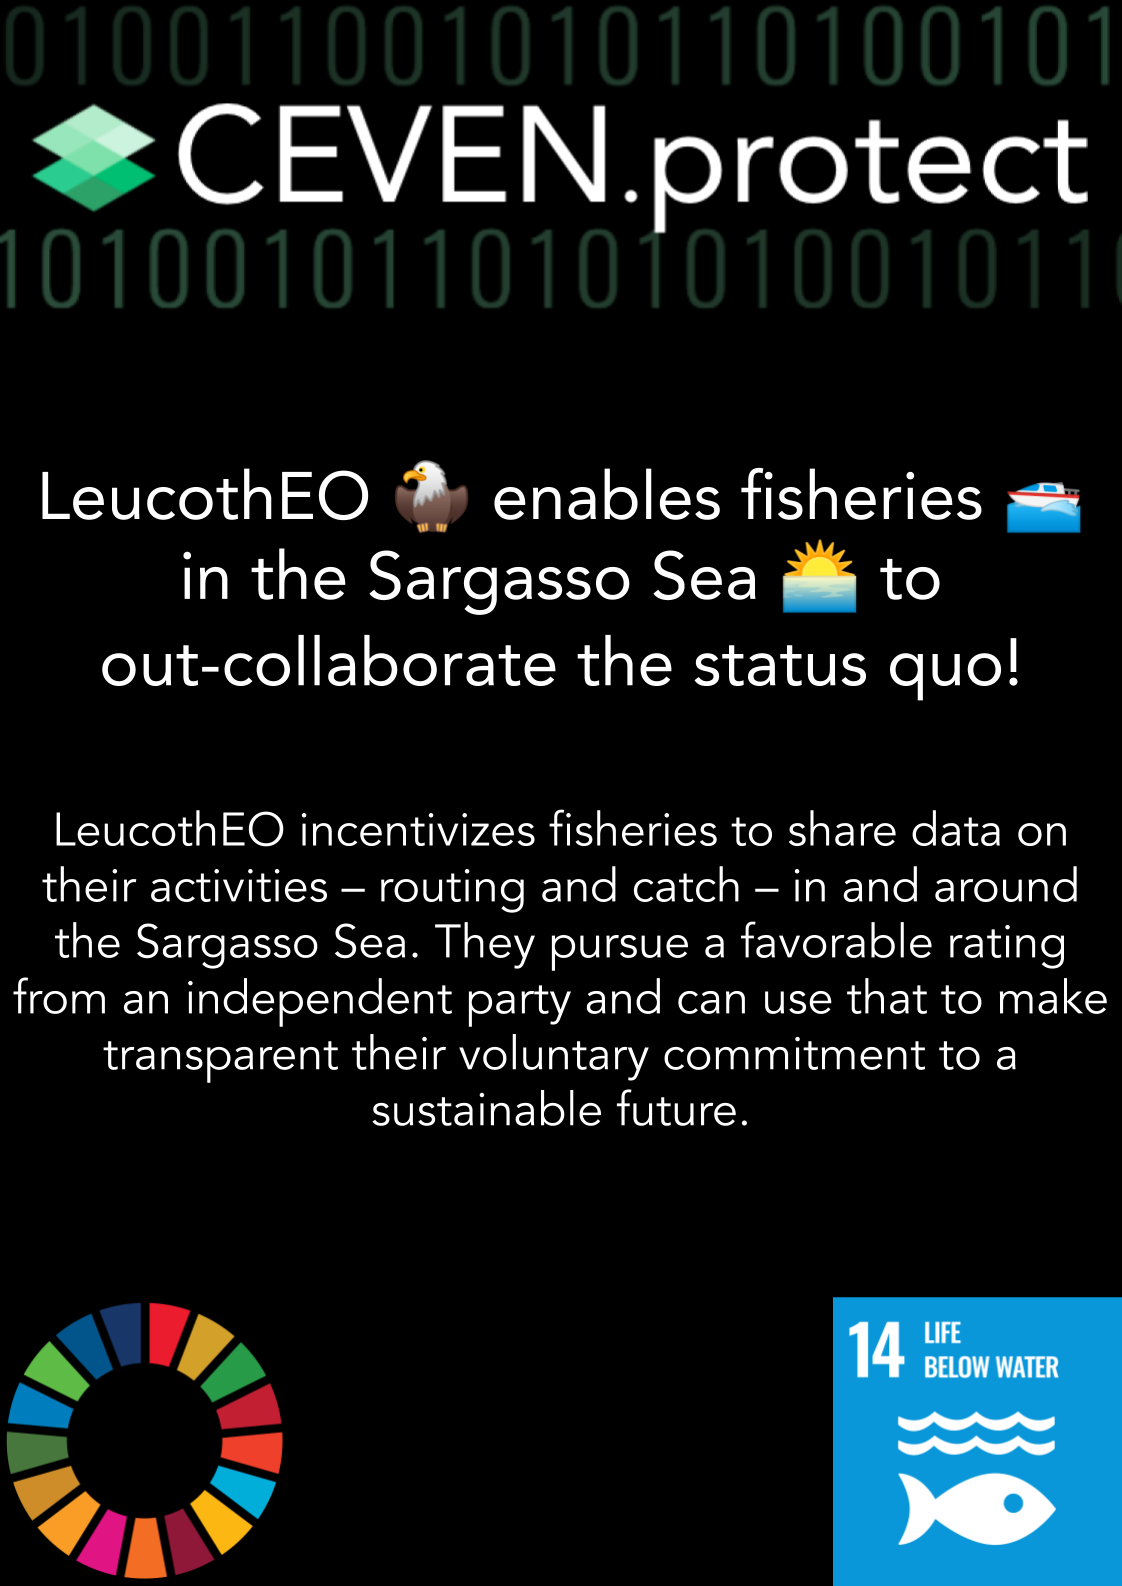 010011001010110100101
CEVEN.protect
1010010110101010010110
LeucothEO 🦅 enables fisheries 🚤
in the Sargasso Sea 🌅 to
out-collaborate the status quo!
LeucothEO incentivizes fisheries to share data on
their activities – routing and catch – in and around
the Sargasso Sea. They pursue a favorable rating
from an independent party and can use that to make
transparent their voluntary commitment to a
sustainable future.
14 LIFE
BELOW WATER